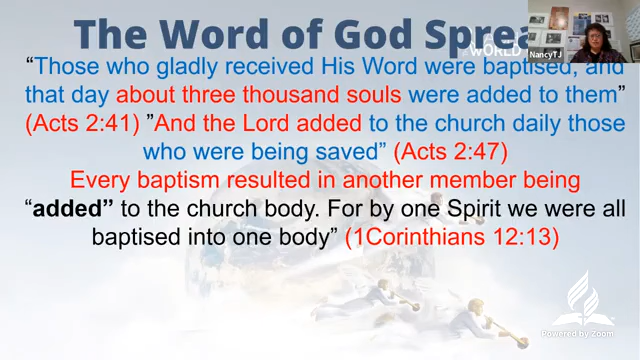 The Word of God Sprea
WORLD
NancyTJ
“Those who gladly received His Word were baptised, and
that day about three thousand souls were added to them”
(Acts 2:41) ”And the Lord added to the church daily those
who were being saved” (Acts 2:47)
Every baptism resulted in another member being
“added” to the church body. For by one Spirit we were all
baptised into one body” (1Corinthians 12:13)
Powered by Zoom